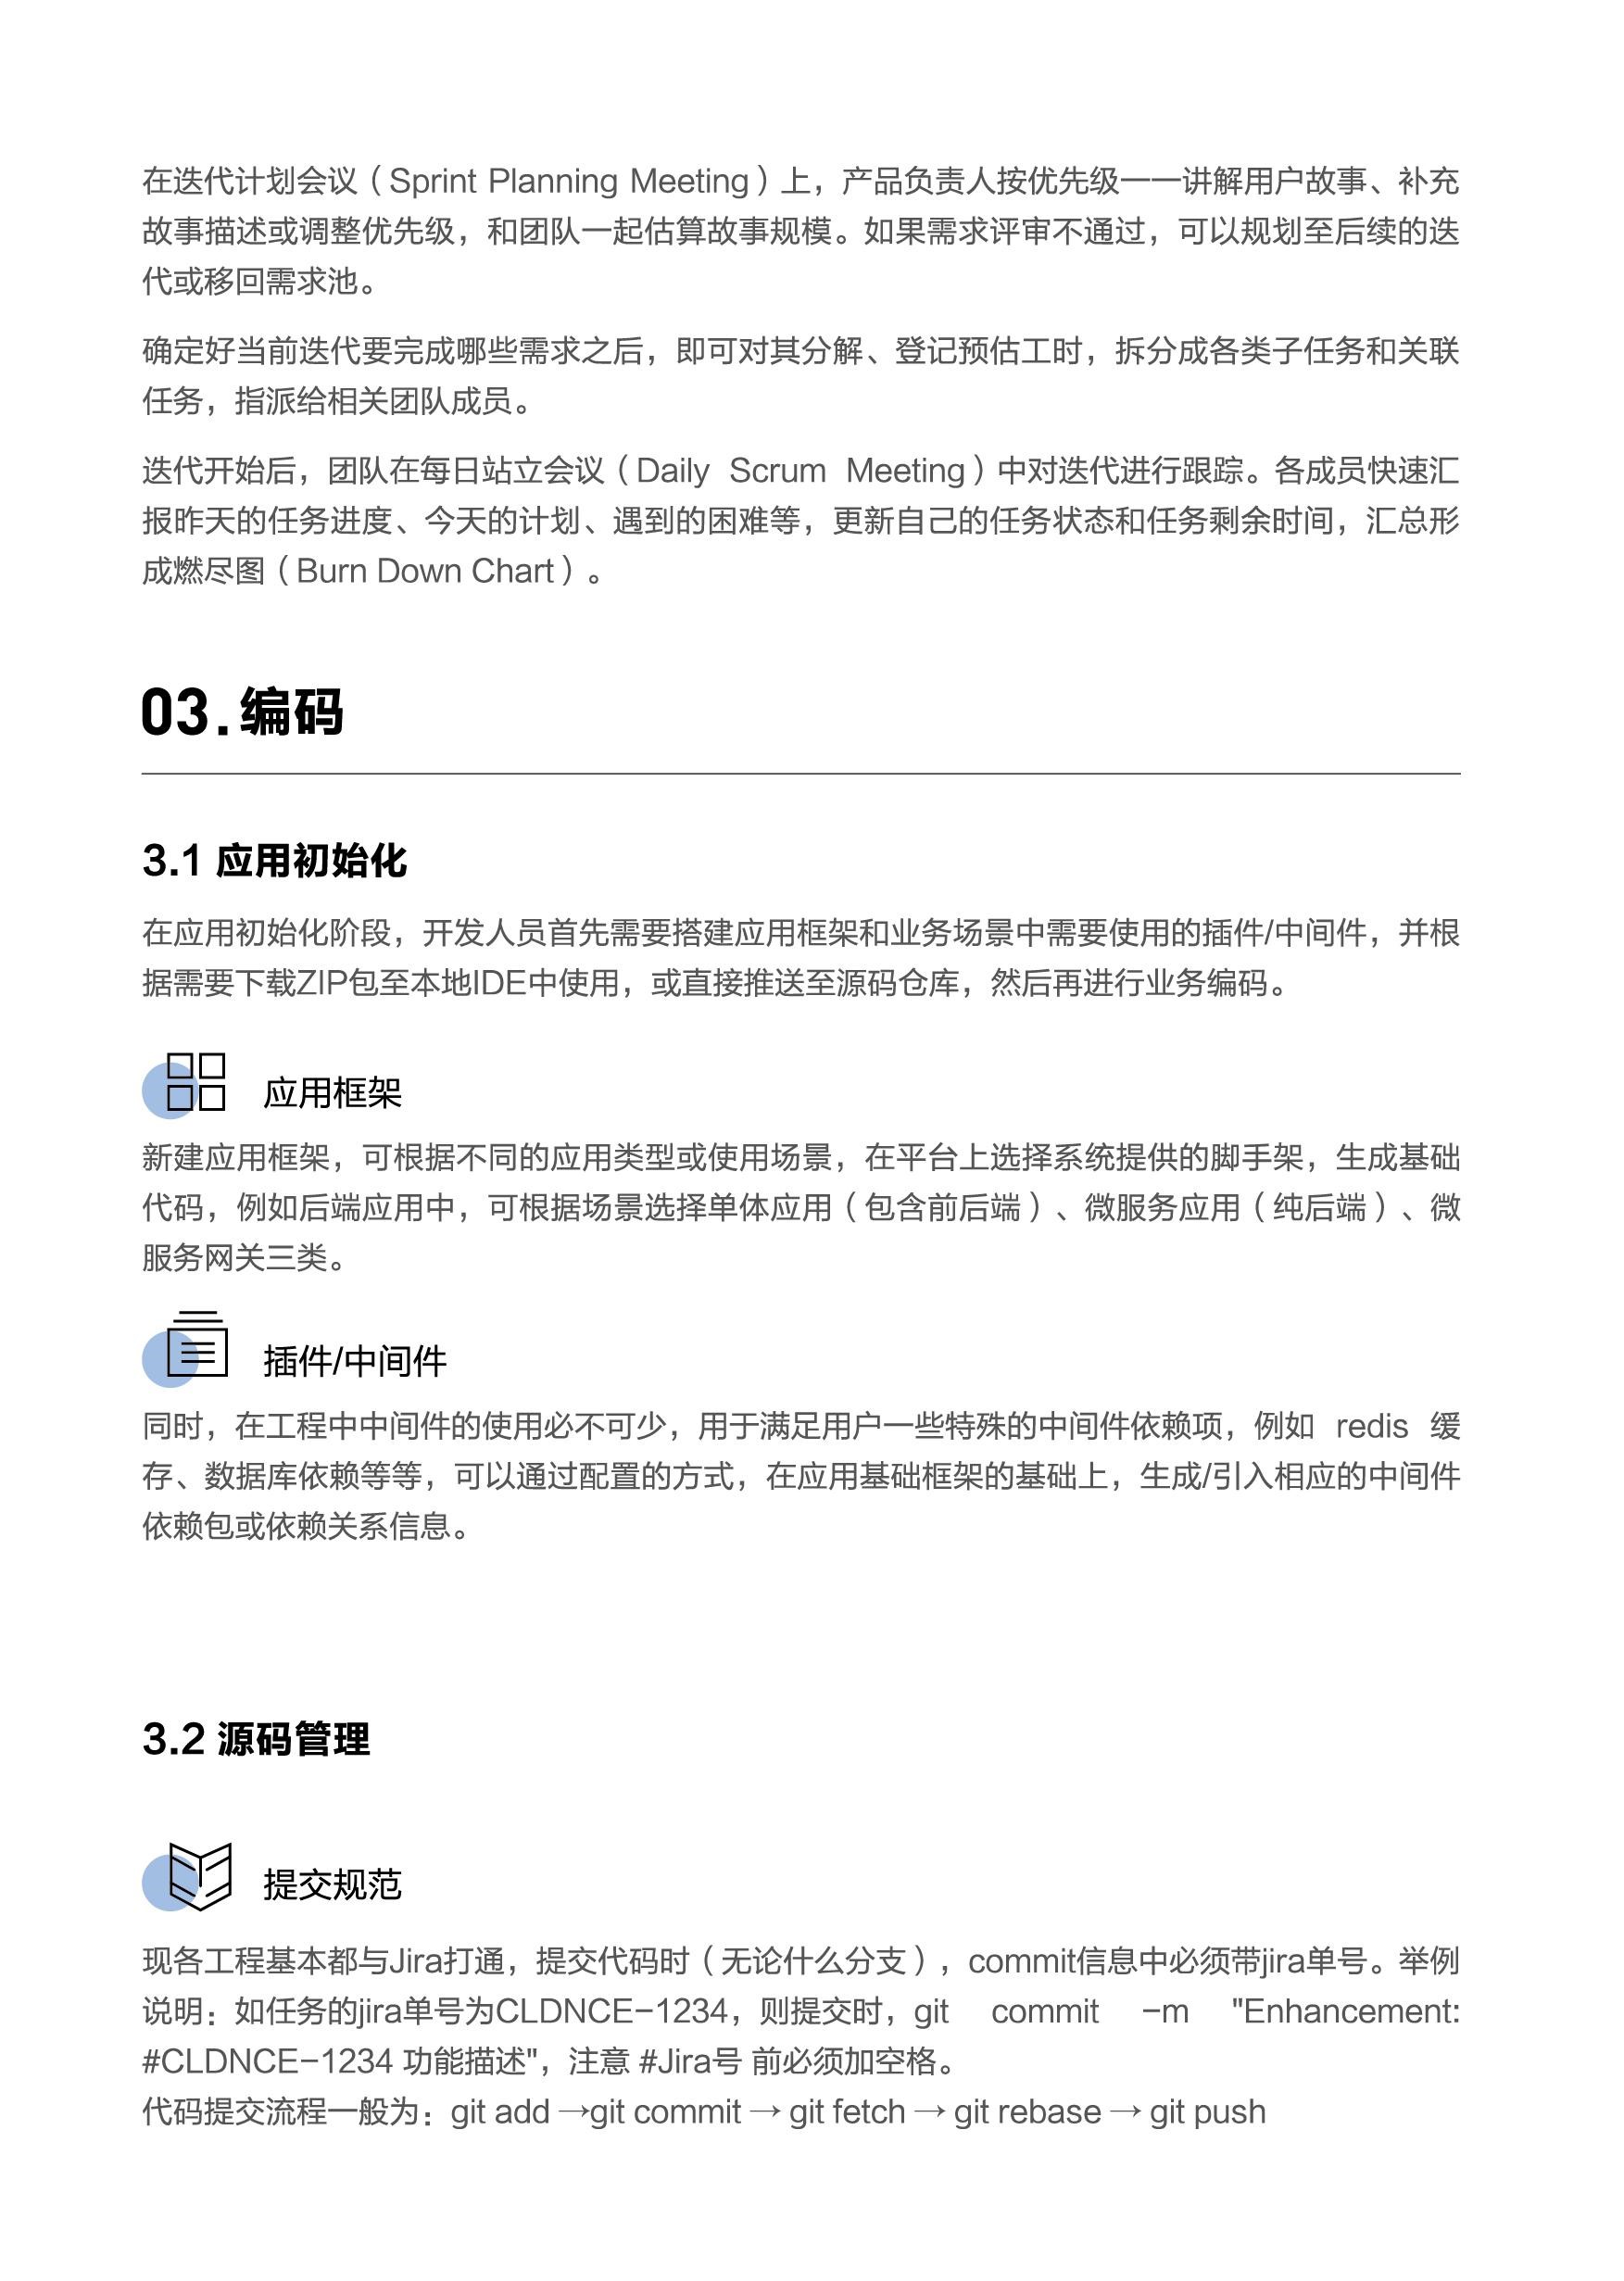 在迭代计划会议（Sprint Planning Meeting）上，产品负责人按优先级一一讲解用户故事、补充
故事描述或调整优先级，和团队一起估算故事规模。如果需求评审不通过，可以规划至后续的迭
代或移回需求池。
确定好当前迭代要完成哪些需求之后，即可对其分解、登记预估工时，拆分成各类子任务和关联
任务，指派给相关团队成员。
迭代开始后，团队在每日站立会议（Daily Scrum Meeting）中对迭代进行跟踪。各成员快速汇
报昨天的任务进度、今天的计划、遇到的困难等，更新自己的任务状态和任务剩余时间，汇总形
成燃尽图（Burn Down Chart）。
03.编码
3.1 应用初始化
在应用初始化阶段，开发人员首先需要搭建应用框架和业务场景中需要使用的插件/中间件，并根
据需要下载ZIP包至本地IDE中使用，或直接推送至源码仓库，然后再进行业务编码。
应用框架
新建应用框架，可根据不同的应用类型或使用场景，在平台上选择系统提供的脚手架，生成基础
代码，例如后端应用中，可根据场景选择单体应用（包含前后端）、微服务应用（纯后端）、微
服务网关三类。
插件/中间件
同时，在工程中中间件的使用必不可少，用于满足用户一些特殊的中间件依赖项，例如 redis 缓
存、数据库依赖等等，可以通过配置的方式，在应用基础框架的基础上，生成/引入相应的中间件
依赖包或依赖关系信息。
3.2 源码管理
提交规范
现各工程基本都与Jira打通，提交代码时（无论什么分支），commit信息中必须带jira单号。举例
说明：如任务的jira单号为CLDNCE-1234，则提交时，git commit -m "Enhancement:
#CLDNCE-1234 功能描述"，注意 #Jira号 前必须加空格。
代码提交流程一般为：git add →git commit → git fetch → git rebase → git push